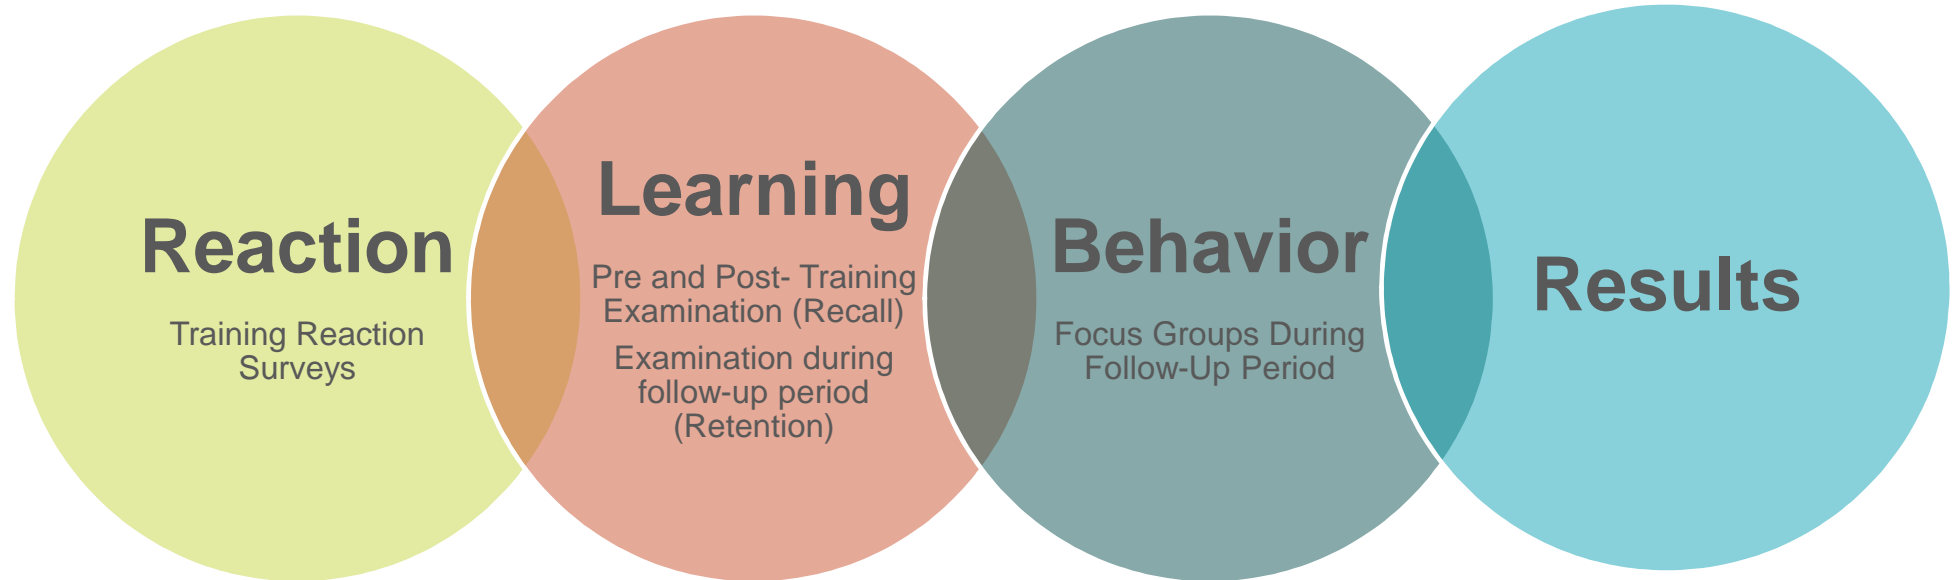 Reaction
Training Reaction
Surveys
Learning
Pre and Post- Training
Examination (Recall)
Examination during
follow-up period
(Retention)
Behavior
Focus Groups During
Follow-Up Period
Results